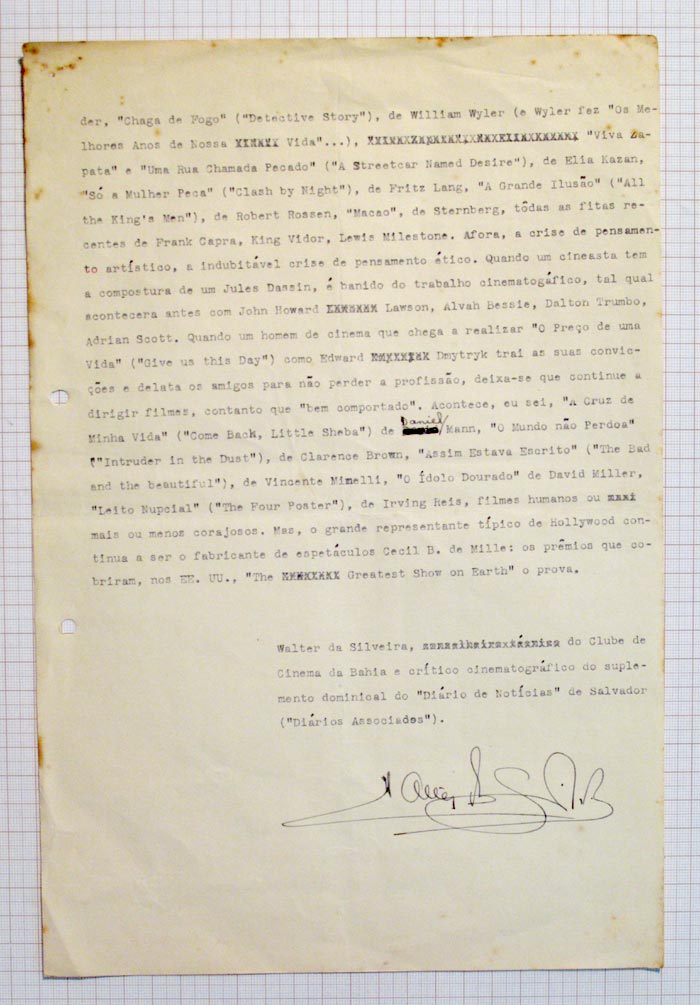 der, "Chaga de Fogo" ("Detective Story"), de William Wyler (e Wyler fez "Os Me-
lhores Anos de Nossa Vida"...), "Viva Za-
pata" e "Uma Rua Chamada Pecado" ("A Streetcar Named Desire"), de Elia Kazan,
"Só a Mulher Peca" ("Clash by Night"), de Fritz Lang, "A Grande Ilusão" ("All
the King's Men"), de Robert Rossen, "Macao", de Sternberg, tôdas as fitas re-
centes de Frank Capra, King Vidor, Lewis Milestone. Afora, a crise de pensamen-
to artístico, a indubitável crise de pensamento ético. Quando um cineasta tem
a compostura de um Jules Dassin, é banido do trabalho cinematogáfico, tal qual
acontecera antes com John Howard Lawson, Alvah Bessie, Dalton Trumbo,
Adrian Scott. Quando um homem de cinema que chega a realizar "O Preço de uma
Vida" ("Give us this Day") como Edward Dmytryk trai as suas convic-
ções e delata os amigos para não perder a profissão, deixa-se que continue a
dirigir filmes, contanto que "bem comportado". Acontece, eu sei, "A Cruz de
Minha Vida" ("Come Back, Little Sheba") de Daniel Mann, "O Mundo não Perdoa"
("Intruder in the Dust"), de Clarence Brown, "Assim Estava Escrito" ("The Bad
and the beautiful"), de Vincente Minelli, "O Ídolo Dourado" de David Miller,
"Leito Nupcial" ("The Four Poster"), de Irving Reis, filmes humanos ou
mais ou menos corajosos. Mas, o grande representante típico de Hollywood con-
tinua a ser o fabricante de espetáculos Cecil B. de Mille: os prêmios que co-
briram, nos EE. UU., "The Greatest Show on Earth" o prova.
Walter da Silveira, do Clube de
Cinema da Bahia e crítico cinematográfico do suple-
mento dominical do "Diário de Notícias" de Salvador
("Diários Associados").